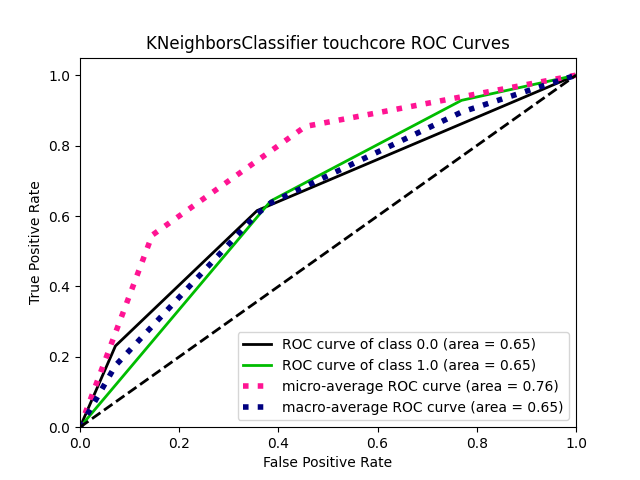 KNeighborsClassifier touchcore ROC Curves
True Positive Rate
1.0
0.8
0.6
0.4
0.2
0.0
ROC curve of class 0.0 (area = 0.65)
ROC curve of class 1.0 (area = 0.65)
micro-average ROC curve (area = 0.76)
macro-average ROC curve (area = 0.65)
0.0 0.2 0.4 0.6 0.8 1.0
False Positive Rate